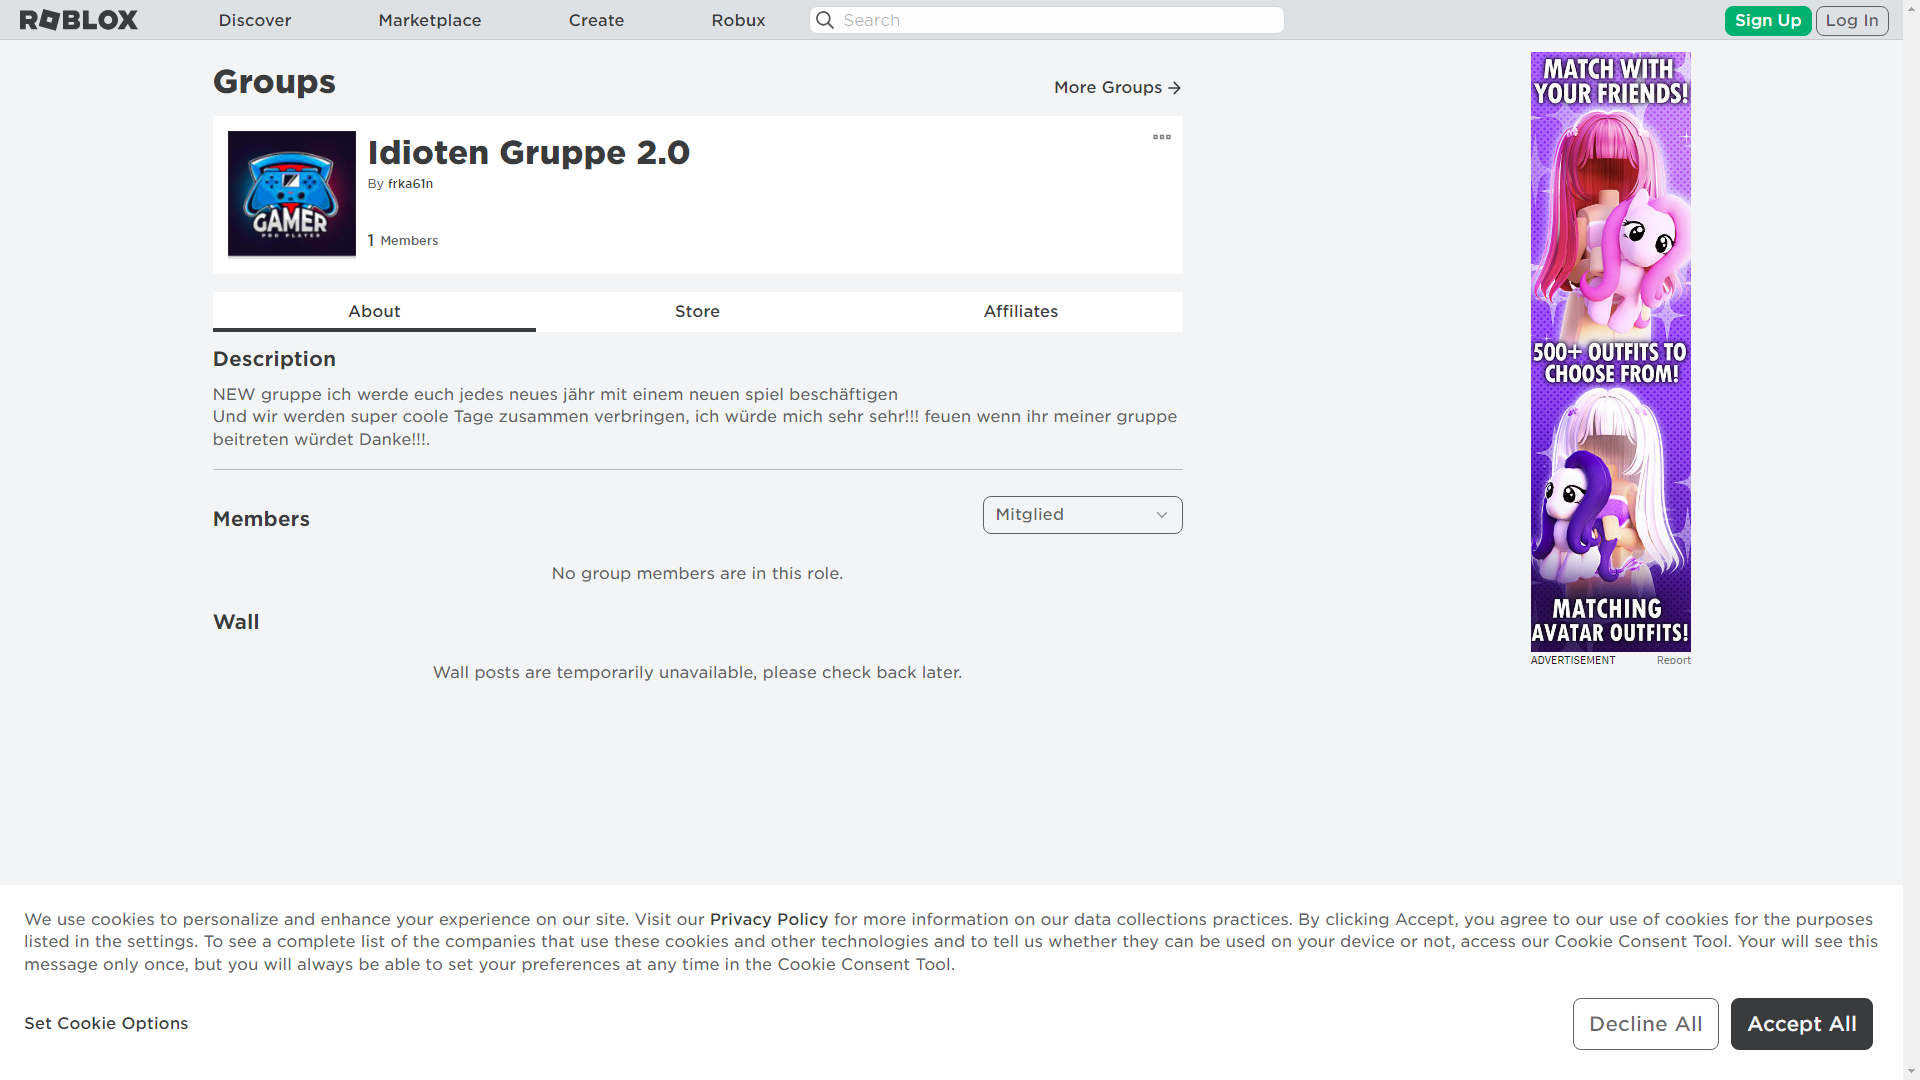 ROBLOX
Discover
Marketplace
Create
Robux
Search
Sign Up
Log In
Groups
More Groups
GAMER
PRO PLAYER
Idioten Gruppe 2.0
By frka61n
1 Members
About
Store
Affiliates
Description
NEW gruppe ich werde euch jedes neues jähr mit einem neuen spiel beschäftigen
Und wir werden super coole Tage zusammen verbringen, ich würde mich sehr sehr!!! feuen wenn ihr meiner gruppe
beitreten würdet Danke!!!.
Members
Mitglied
No group members are in this role.
Wall
Wall posts are temporarily unavailable, please check back later.
MATCH WITH
YOUR FRIENDS!
500+ OUTFITS TO
CHOOSE FROM!
MATCHING
AVATAR OUTFITS!
ADVERTISEMENT
Report
We use cookies to personalize and enhance your experience on our site. Visit our Privacy Policy for more information on our data collections practices. By clicking Accept, you agree to our use of cookies for the purposes
listed in the settings. To see a complete list of the companies that use these cookies and other technologies and to tell us whether they can be used on your device or not, access our Cookie Consent Tool. Your will see this
message only once, but you will always be able to set your preferences at any time in the Cookie Consent Tool.
Set Cookie Options
Decline All
Accept All